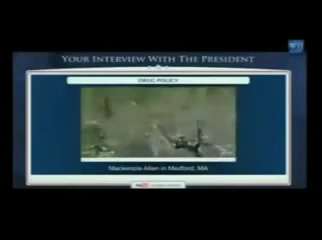 YOUR INTERVIEW WITH THE PRESIDENT
DRUG POLICY
Mackenzie Allen in Medford, MA